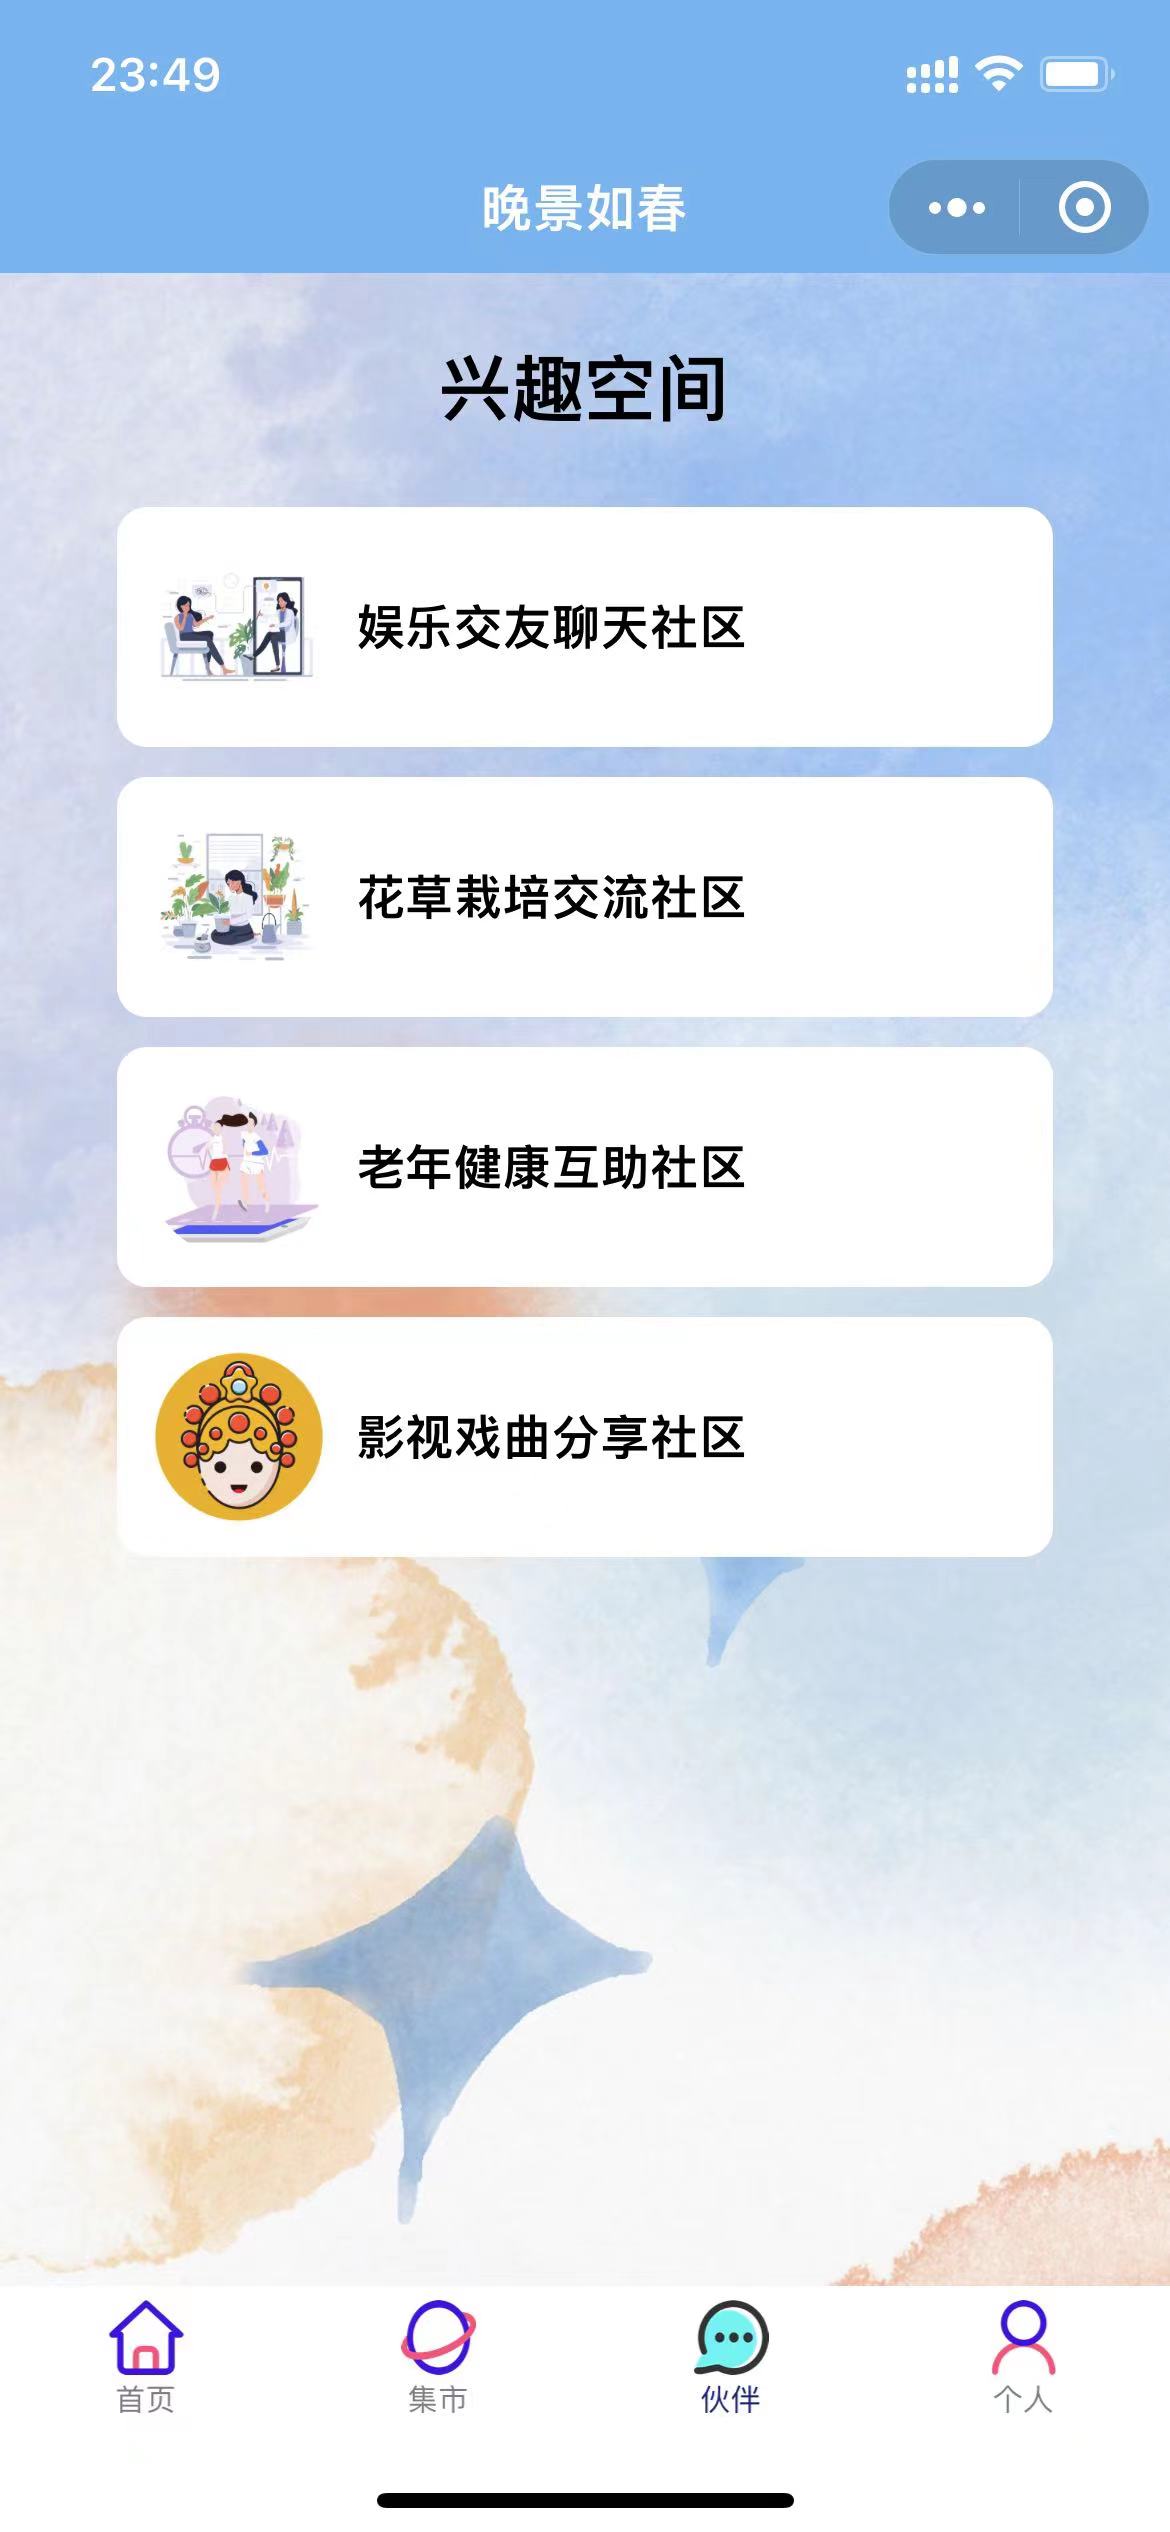 23:49
晚景如春
兴趣空间
娱乐交友聊天社区
花草栽培交流社区
老年健康互助社区
影视戏曲分享社区
首页
集市
伙伴
个人